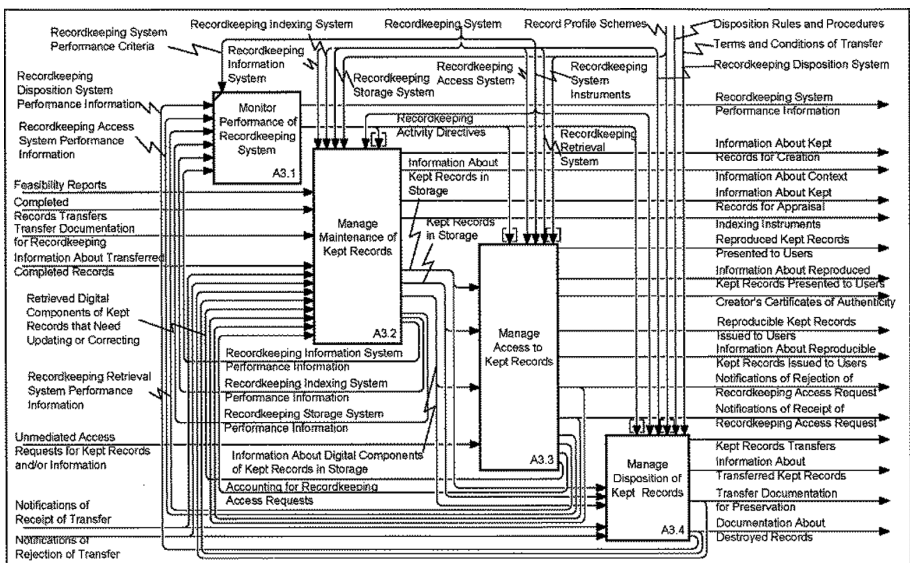 Recordkeeping System
Performance Criteria
Recordkeeping Indexing System
Recordkeeping System
Record Profile Schemes
Disposition Rules and Procedures
Terms and Conditions of Transfer
Recordkeeping Disposition System
Recordkeeping
Information
System
Recordkeeping
Storage System
Recordkeeping
Access System
Recordkeeping
System
Instruments
Recordkeeping
Disposition System
Performance Information
Monitor
Performance of
Recordkeeping
System
A3.1
Recordkeeping System
Performance Information
Recordkeeping
Activity Directives
Recordkeeping
Retrieval
System
Recordkeeping Access
System Performance
Information
Information About
Kept Records in
Storage
Information About Kept
Records for Creation
Information About Context
Feasibility Reports
Information About Kept
Records for Appraisal
Completed
Records Transfers
Indexing Instruments
Transfer Documentation
for Recordkeeping
Manage
Maintenance of
Kept Records
A3.2
Kept Records
in Storage
Reproduced Kept Records
Presented to Users
Information About Transferred
Completed Records
Information About Reproduced
Kept Records Presented to Users
Creator's Certificates of Authenticity
Retrieved Digital
Components of Kept
Records that Need
Updating or Correcting
Manage
Access to
Kept Records
A3.3
Reproducible Kept Records
Issued to Users
Information About Reproducible
Kept Records Issued to Users
Recordkeeping Information System
Performance Information
Recordkeeping Retrieval
System Performance
Information
Recordkeeping Indexing System
Performance Information
Notifications of Rejection of
Recordkeeping Access Request
Recordkeeping Storage System
Performance Information
Notifications of Receipt of
Recordkeeping Access Request
Unmediated Access
Requests for Kept Records
and/or Information
Information About Digital Components
of Kept Records in Storage
Kept Records Transfers
Manage
Disposition of
Kept Records
A3.4
Information About
Transferred Kept Records
Accounting for Recordkeeping
Access Requests
Transfer Documentation
for Preservation
Notifications of
Receipt of Transfer
Documentation About
Destroyed Records
Notifications of
Rejection of Transfer